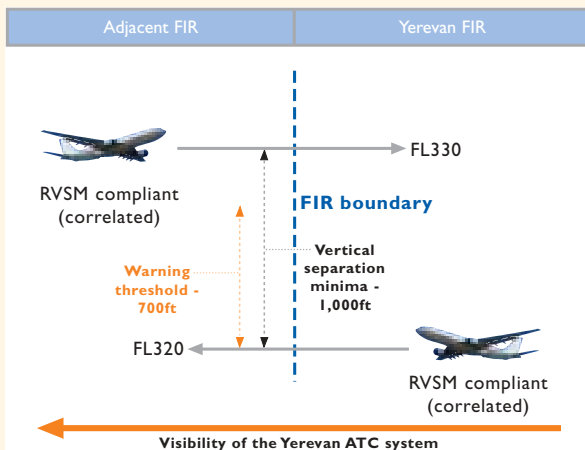 Adjacent FIR
Yerevan FIR
FL330
RVSM compliant
(correlated)
FIR boundary
Warning
threshold -
700ft
Vertical
separation
minima -
1,000ft
FL320
RVSM compliant
(correlated)
Visibility of the Yerevan ATC system